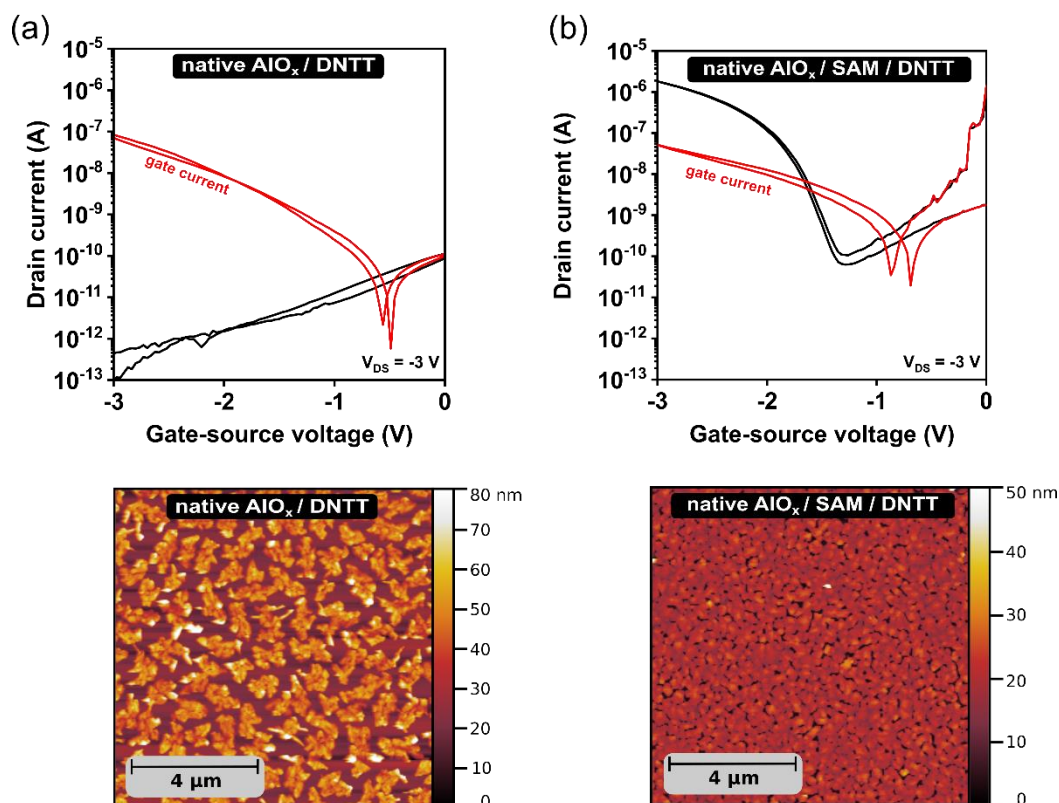 (a)
native AlOₓ / DNTT
Drain current (A)
10⁻⁵
10⁻⁶
10⁻⁷
10⁻⁸
10⁻⁹
10⁻¹⁰
10⁻¹¹
10⁻¹²
10⁻¹³
gate current
V_DS = -3 V
-3 -2 -1 0
Gate-source voltage (V)
(b)
native AlOₓ / SAM / DNTT
Drain current (A)
10⁻⁵
10⁻⁶
10⁻⁷
10⁻⁸
10⁻⁹
10⁻¹⁰
10⁻¹¹
10⁻¹²
10⁻¹³
gate current
V_DS = -3 V
-3 -2 -1 0
Gate-source voltage (V)
native AlOₓ / DNTT
80 nm
70
60
50
40
30
20
10
0
4 µm
native AlOₓ / SAM / DNTT
50 nm
40
30
20
10
0
4 µm